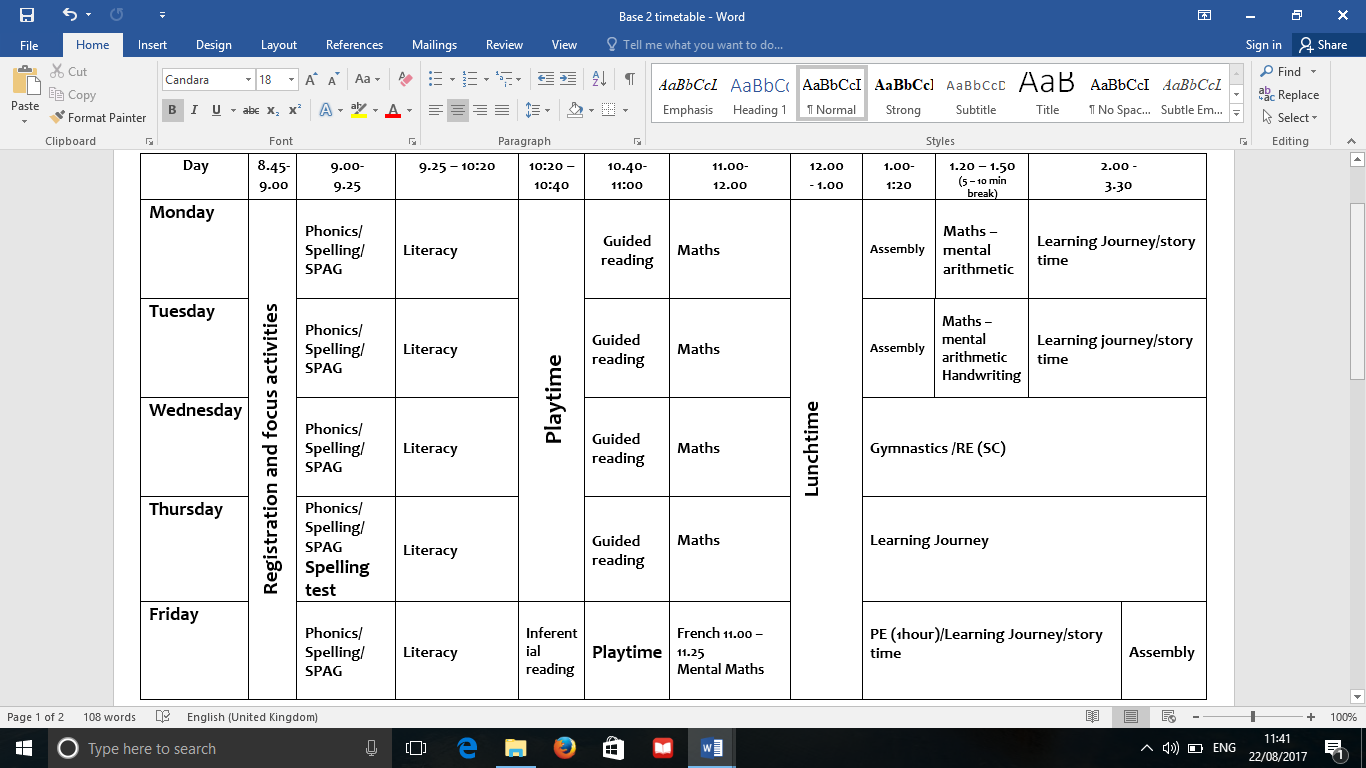 Base 2 timetable - Word
File
Home
Insert
Design
Layout
References
Mailings
Review
View
Tell me what you want to do...
Sign in
Share
Paste
Cut
Copy
Format Painter
Clipboard
Candara
18
Font
Paragraph
AaBbCcI
Emphasis
AaBbCc
Heading 1
AaBbCcI
¶ Normal
AaBbCcI
Strong
AaBbCcD
Subtitle
AaB
Title
AaBbCcI
¶ No Spac...
AaBbCcI
Subtle Em...
Styles
Find
Replace
Select
Editing
Day
8.45-
9.00
9.00-
9.25
9.25 – 10:20
10:20 –
10:40
10.40-
11:00
11.00-
12.00
12.00
- 1.00
1.00-
1:20
1.20 – 1.50
(5 – 10 min
break)
2.00 -
3.30
Monday
Registration and focus activities
Phonics/
Spelling/
SPAG
Literacy
Playtime
Guided
reading
Maths
Lunchtime
Assembly
Maths –
mental
arithmetic
Learning Journey/story
time
Tuesday
Phonics/
Spelling/
SPAG
Literacy
Guided
reading
Maths
Assembly
Maths –
mental
arithmetic
Handwriting
Learning journey/story
time
Wednesday
Phonics/
Spelling/
SPAG
Literacy
Guided
reading
Maths
Gymnastics /RE (SC)
Thursday
Phonics/
Spelling/
SPAG
Spelling
test
Literacy
Guided
reading
Maths
Learning Journey
Friday
Phonics/
Spelling/
SPAG
Literacy
Inferent
ial
reading
Playtime
French 11.00 –
11.25
Mental Maths
PE (1hour)/Learning Journey/story
time
Assembly
Page 1 of 2
108 words
English (United Kingdom)
100%
Type here to search
ENG
11:41
22/08/2017
1